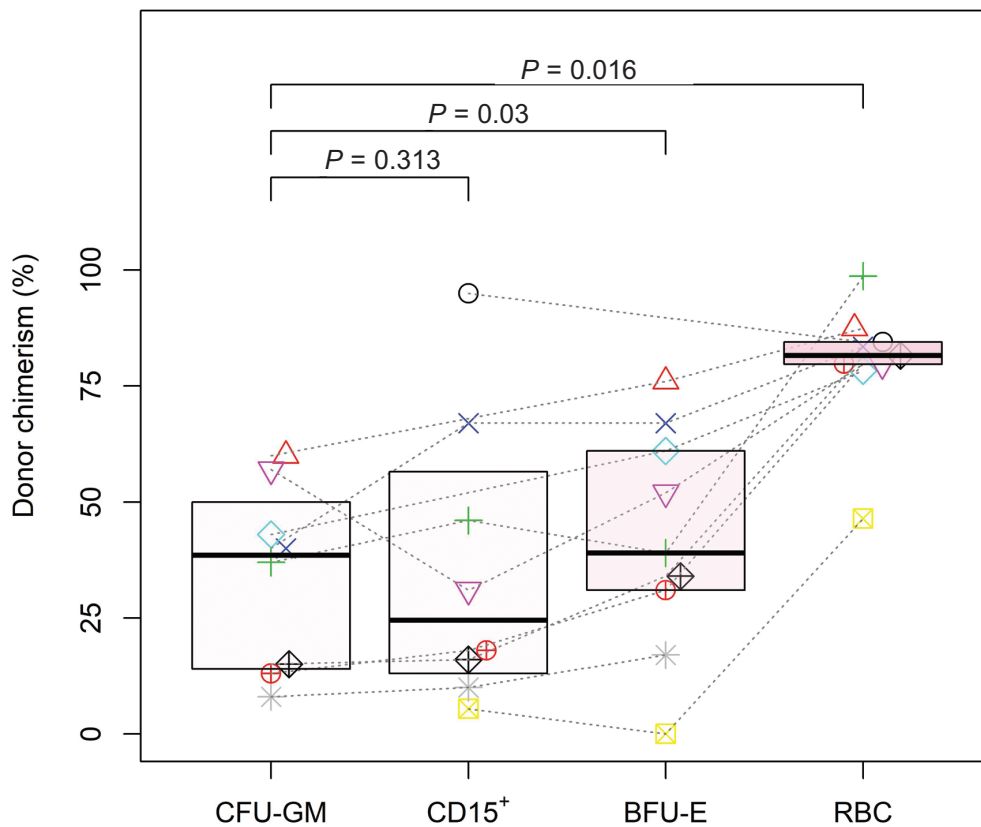 P = 0.016
P = 0.03
P = 0.313
Donor chimerism (%)
100
75
50
25
0
CFU-GM CD15+ BFU-E RBC